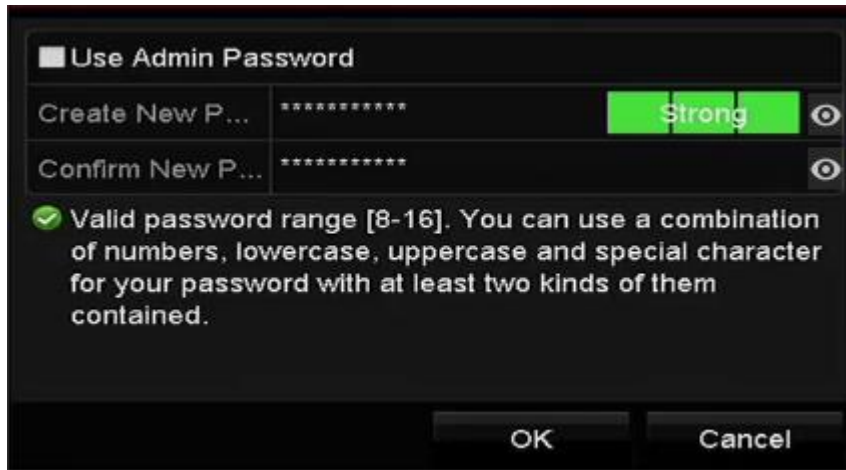 Use Admin Password
Create New P... *********** Strong
Confirm New P... ***********
Valid password range [8-16]. You can use a combination
of numbers, lowercase, uppercase and special character
for your password with at least two kinds of them
contained.
OK Cancel